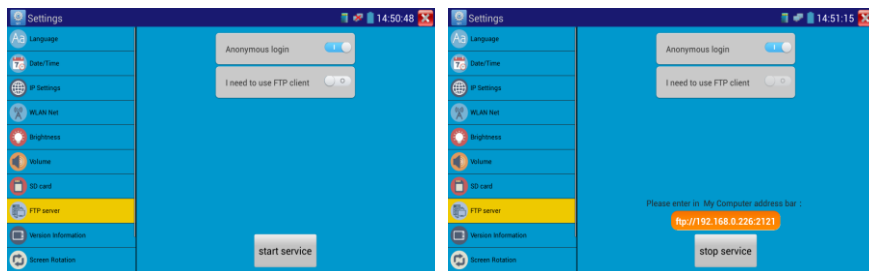 Settings
14:50:48
Language
Anonymous login
Date/Time
I need to use FTP client
IP Settings
WLAN Net
Brightness
Volume
SD card
FTP server
Version Information
start service
Screen Rotation
Settings
14:51:15
Language
Anonymous login
Date/Time
I need to use FTP client
IP Settings
WLAN Net
Brightness
Volume
SD card
Please enter in My Computer address bar :
FTP server
ftp://192.168.0.226:2121
Version Information
stop service
Screen Rotation